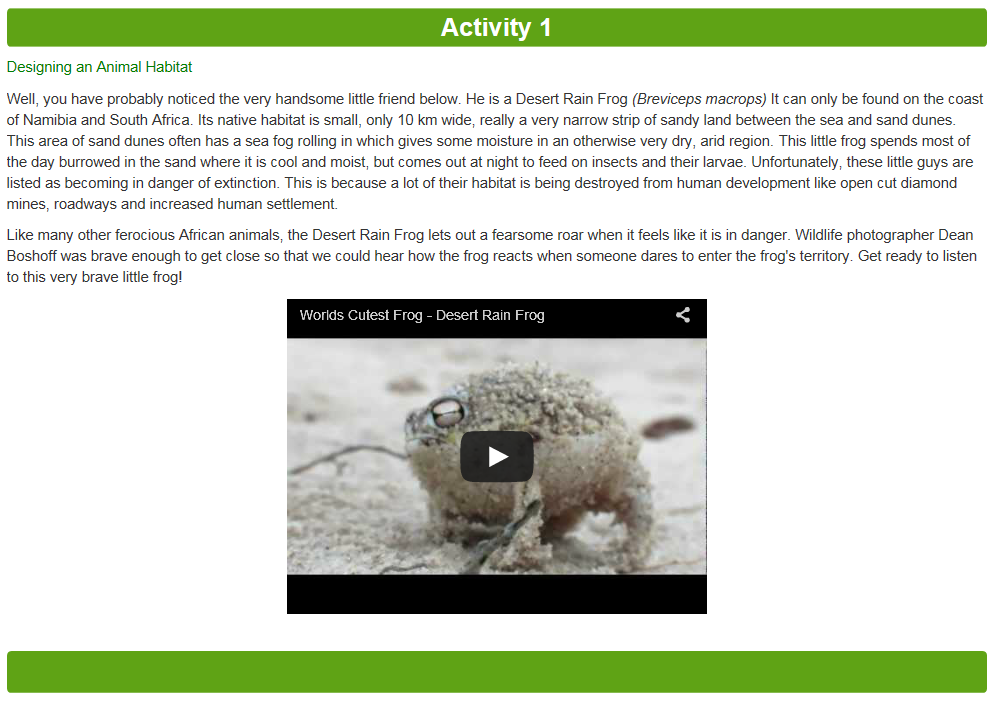 Activity 1
Designing an Animal Habitat
Well, you have probably noticed the very handsome little friend below. He is a Desert Rain Frog (Breviceps macrops) It can only be found on the coast
of Namibia and South Africa. Its native habitat is small, only 10 km wide, really a very narrow strip of sandy land between the sea and sand dunes.
This area of sand dunes often has a sea fog rolling in which gives some moisture in an otherwise very dry, arid region. This little frog spends most of
the day burrowed in the sand where it is cool and moist, but comes out at night to feed on insects and their larvae. Unfortunately, these little guys are
listed as becoming in danger of extinction. This is because a lot of their habitat is being destroyed from human development like open cut diamond
mines, roadways and increased human settlement.
Like many other ferocious African animals, the Desert Rain Frog lets out a fearsome roar when it feels like it is in danger. Wildlife photographer Dean
Boshoff was brave enough to get close so that we could hear how the frog reacts when someone dares to enter the frog's territory. Get ready to listen
to this very brave little frog!
Worlds Cutest Frog - Desert Rain Frog